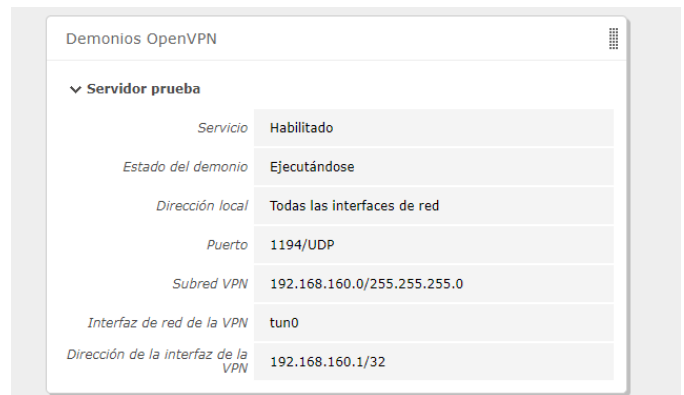 Demonios OpenVPN
Servidor prueba
Servicio Habilitado
Estado del demonio Ejecutándose
Dirección local Todas las interfaces de red
Puerto 1194/UDP
Subred VPN 192.168.160.0/255.255.255.0
Interfaz de red de la VPN tun0
Dirección de la interfaz de la
VPN 192.168.160.1/32